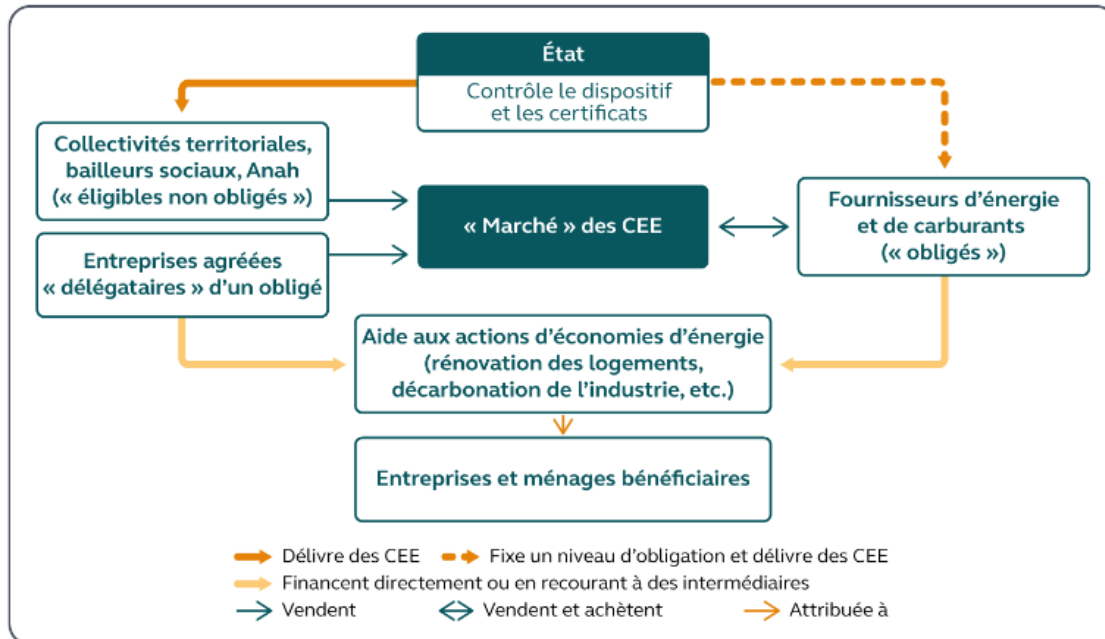 État
Contrôle le dispositif
et les certificats
Collectivités territoriales,
bailleurs sociaux, Anah
(« éligibles non obligés »)
« Marché » des CEE
Fournisseurs d’énergie
et de carburants
(« obligés »)
Entreprises agréées
« délégataires » d’un obligé
Aide aux actions d’économies d’énergie
(rénovation des logements,
décarbonation de l’industrie, etc.)
Entreprises et ménages bénéficiaires
Délivre des CEE
Fixe un niveau d’obligation et délivre des CEE
Financent directement ou en recourant à des intermédiaires
Vendent
Vendent et achètent
Attribuée à